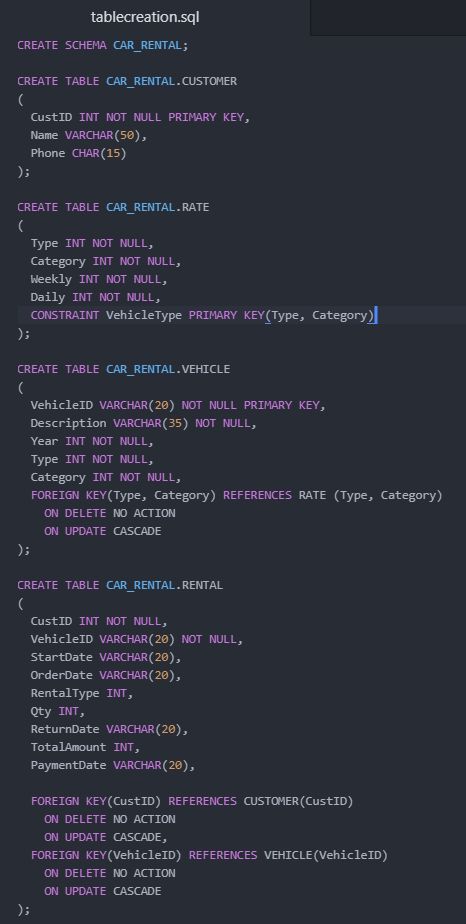 tablecreation.sql
CREATE SCHEMA CAR_RENTAL;
CREATE TABLE CAR_RENTAL.CUSTOMER
(
CustID INT NOT NULL PRIMARY KEY,
Name VARCHAR(50),
Phone CHAR(15)
);
CREATE TABLE CAR_RENTAL.RATE
(
Type INT NOT NULL,
Category INT NOT NULL,
Weekly INT NOT NULL,
Daily INT NOT NULL,
CONSTRAINT VehicleType PRIMARY KEY(Type, Category)
);
CREATE TABLE CAR_RENTAL.VEHICLE
(
VehicleID VARCHAR(20) NOT NULL PRIMARY KEY,
Description VARCHAR(35) NOT NULL,
Year INT NOT NULL,
Type INT NOT NULL,
Category INT NOT NULL,
FOREIGN KEY(Type, Category) REFERENCES RATE (Type, Category)
ON DELETE NO ACTION
ON UPDATE CASCADE
);
CREATE TABLE CAR_RENTAL.RENTAL
(
CustID INT NOT NULL,
VehicleID VARCHAR(20) NOT NULL,
StartDate VARCHAR(20),
OrderDate VARCHAR(20),
RentalType INT,
Qty INT,
ReturnDate VARCHAR(20),
TotalAmount INT,
PaymentDate VARCHAR(20),
FOREIGN KEY(CustID) REFERENCES CUSTOMER(CustID)
ON DELETE NO ACTION
ON UPDATE CASCADE,
FOREIGN KEY(VehicleID) REFERENCES VEHICLE(VehicleID)
ON DELETE NO ACTION
ON UPDATE CASCADE
);